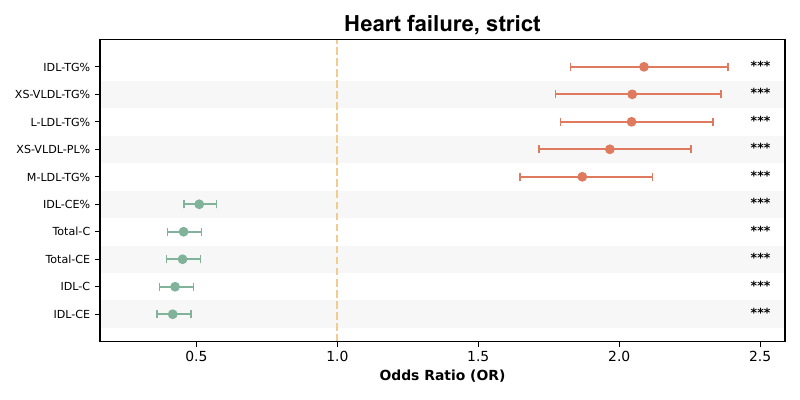 Heart failure, strict
IDL-TG% ***
XS-VLDL-TG% ***
L-LDL-TG% ***
XS-VLDL-PL% ***
M-LDL-TG% ***
IDL-CE% ***
Total-C ***
Total-CE ***
IDL-C ***
IDL-CE ***
0.5 1.0 1.5 2.0 2.5
Odds Ratio (OR)